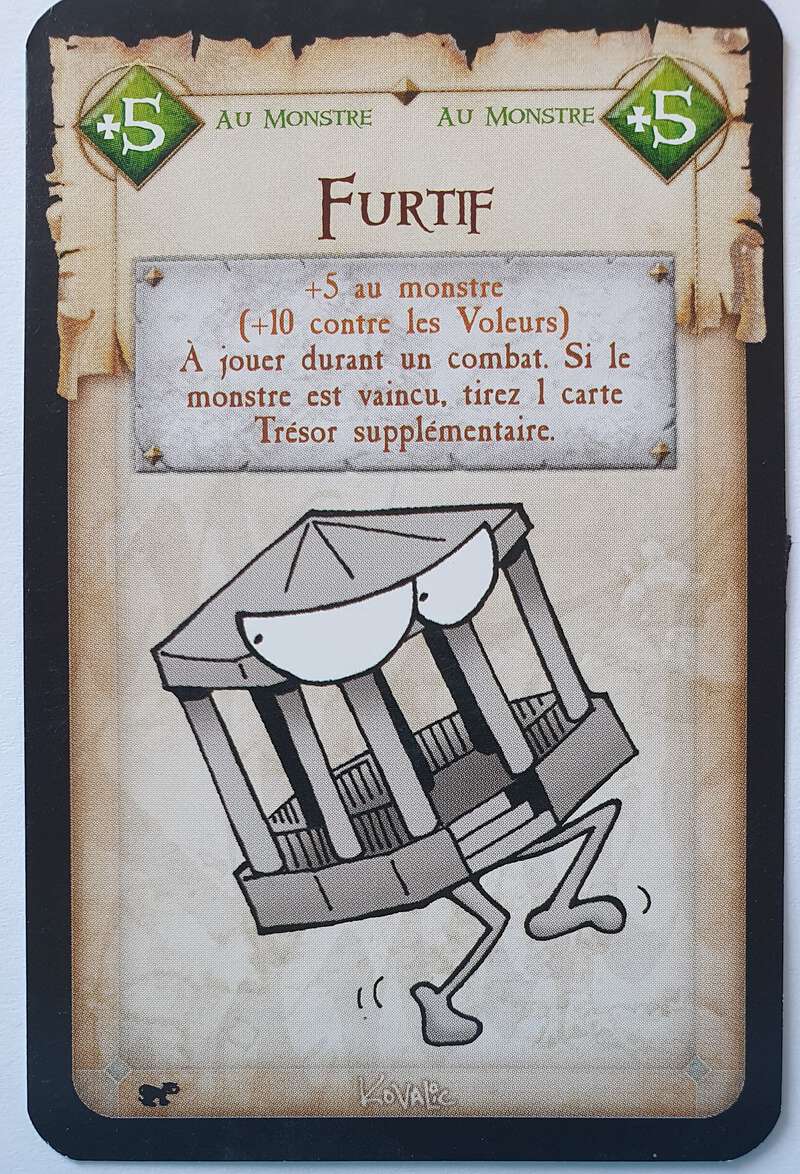 +5 Au Monstre Au Monstre +5
Furtif
+5 au monstre
(+10 contre les Voleurs)
À jouer durant un combat. Si le
monstre est vaincu, tirez 1 carte
Trésor supplémentaire.
Kovalic